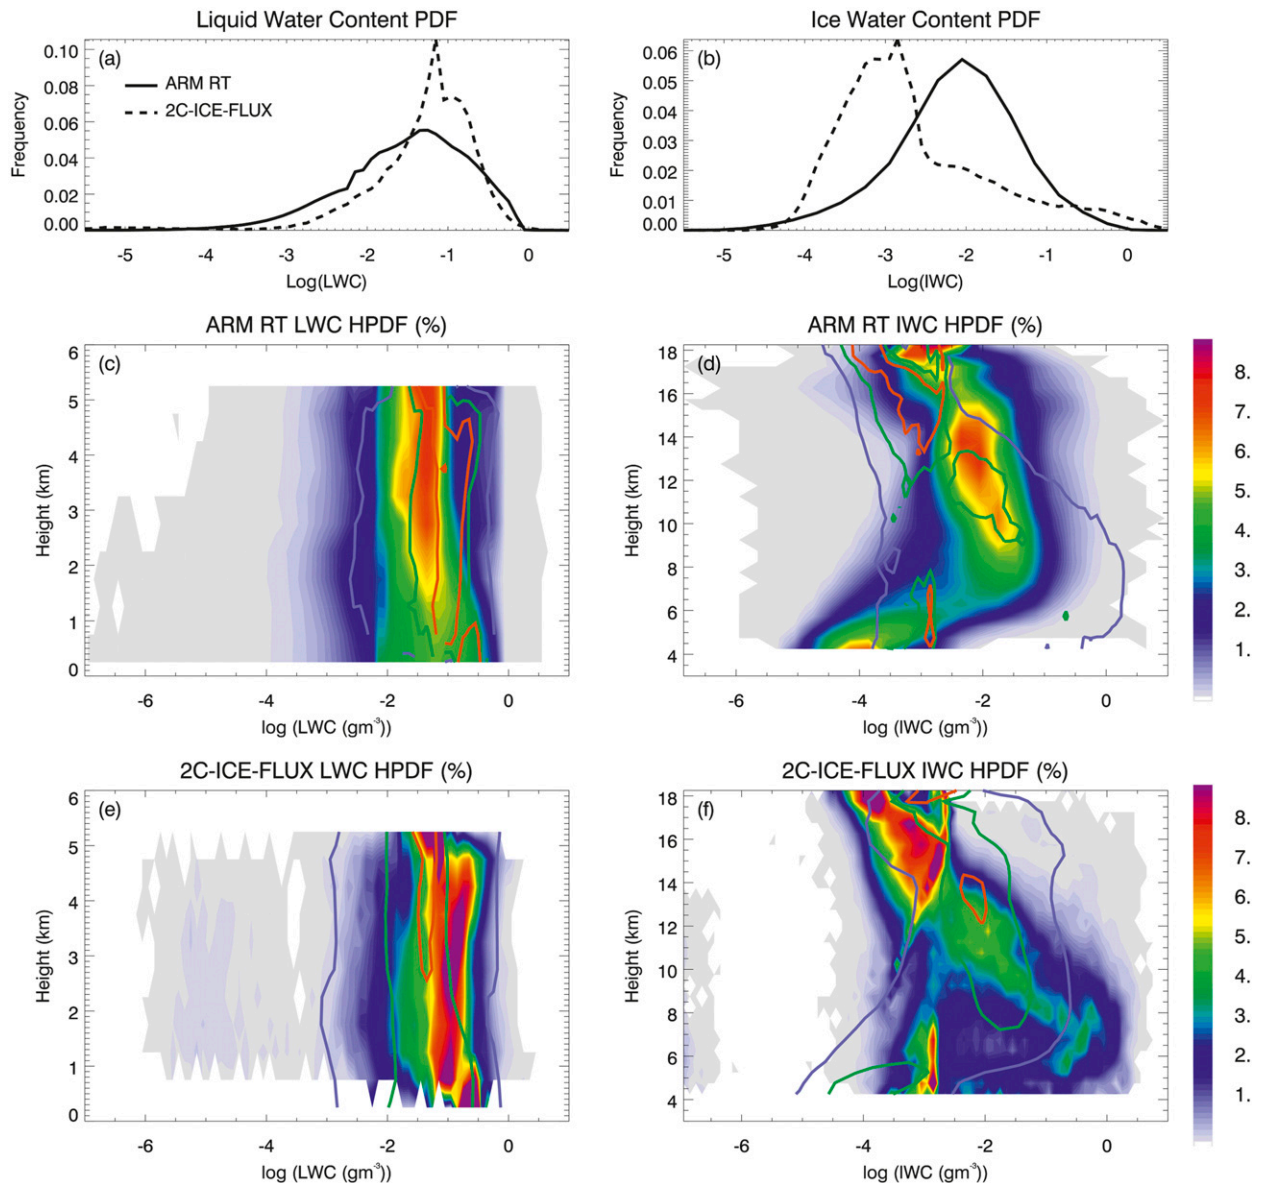 Liquid Water Content PDF
(a)
ARM RT
2C-ICE-FLUX
0.10
0.08
0.06
0.04
0.02
0.00
Frequency
-5 -4 -3 -2 -1 0
Log(LWC)
Ice Water Content PDF
(b)
0.06
0.05
0.04
0.03
0.02
0.01
0.00
Frequency
-5 -4 -3 -2 -1 0
Log(IWC)
ARM RT LWC HPDF (%)
(c)
6
5
4
3
2
1
0
Height (km)
-6 -4 -2 0
log (LWC (gm⁻³))
ARM RT IWC HPDF (%)
(d)
18
16
14
12
10
8
6
4
Height (km)
-6 -4 -2 0
log (IWC (gm⁻³))
8.
7.
6.
5.
4.
3.
2.
1.
2C-ICE-FLUX LWC HPDF (%)
(e)
6
5
4
3
2
1
0
Height (km)
-6 -4 -2 0
log (LWC (gm⁻³))
2C-ICE-FLUX IWC HPDF (%)
(f)
18
16
14
12
10
8
6
4
Height (km)
-6 -4 -2 0
log (IWC (gm⁻³))
8.
7.
6.
5.
4.
3.
2.
1.